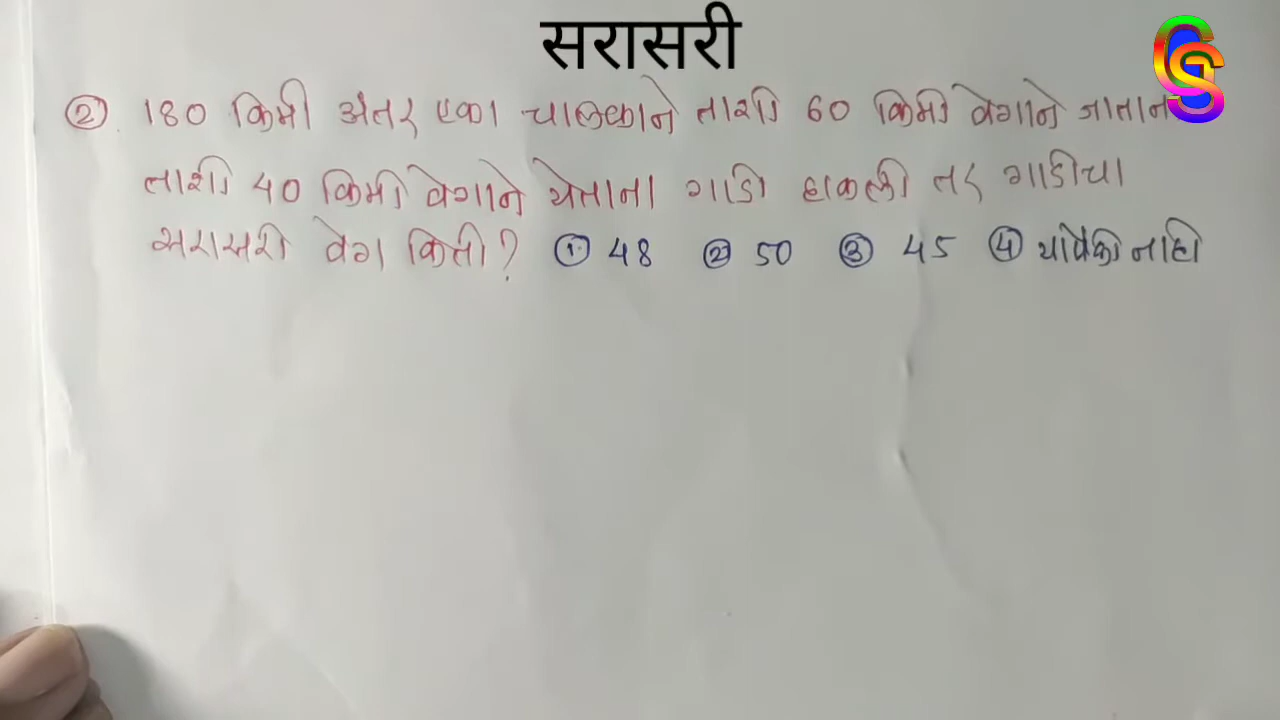 सरासरी
② 180 किमी अंतर एका चालकाने ताशी 60 किमी वेगाने जाताना
ताशी 40 किमी वेगाने येताना गाडी हाकली तर गाडीचा
सरासरी वेग किती? ① 48 ② 50 ③ 45 ④ यापैकी नाही